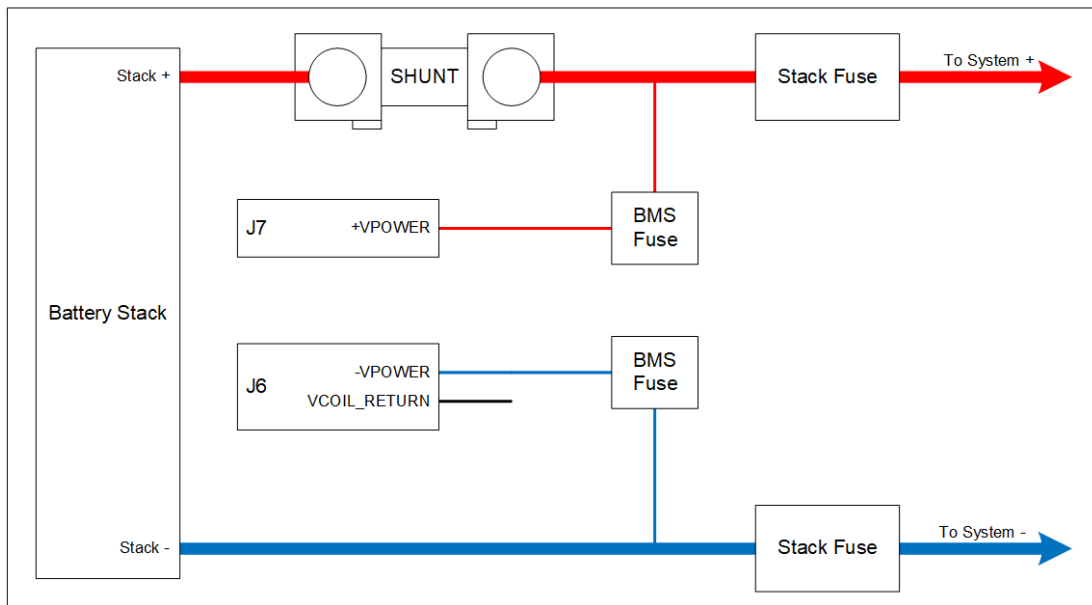 To System +
Stack +
SHUNT
Stack Fuse
J7
+VPOWER
BMS
Fuse
Battery Stack
J6
-VPOWER
VCOIL_RETURN
BMS
Fuse
Stack -
Stack Fuse
To System -